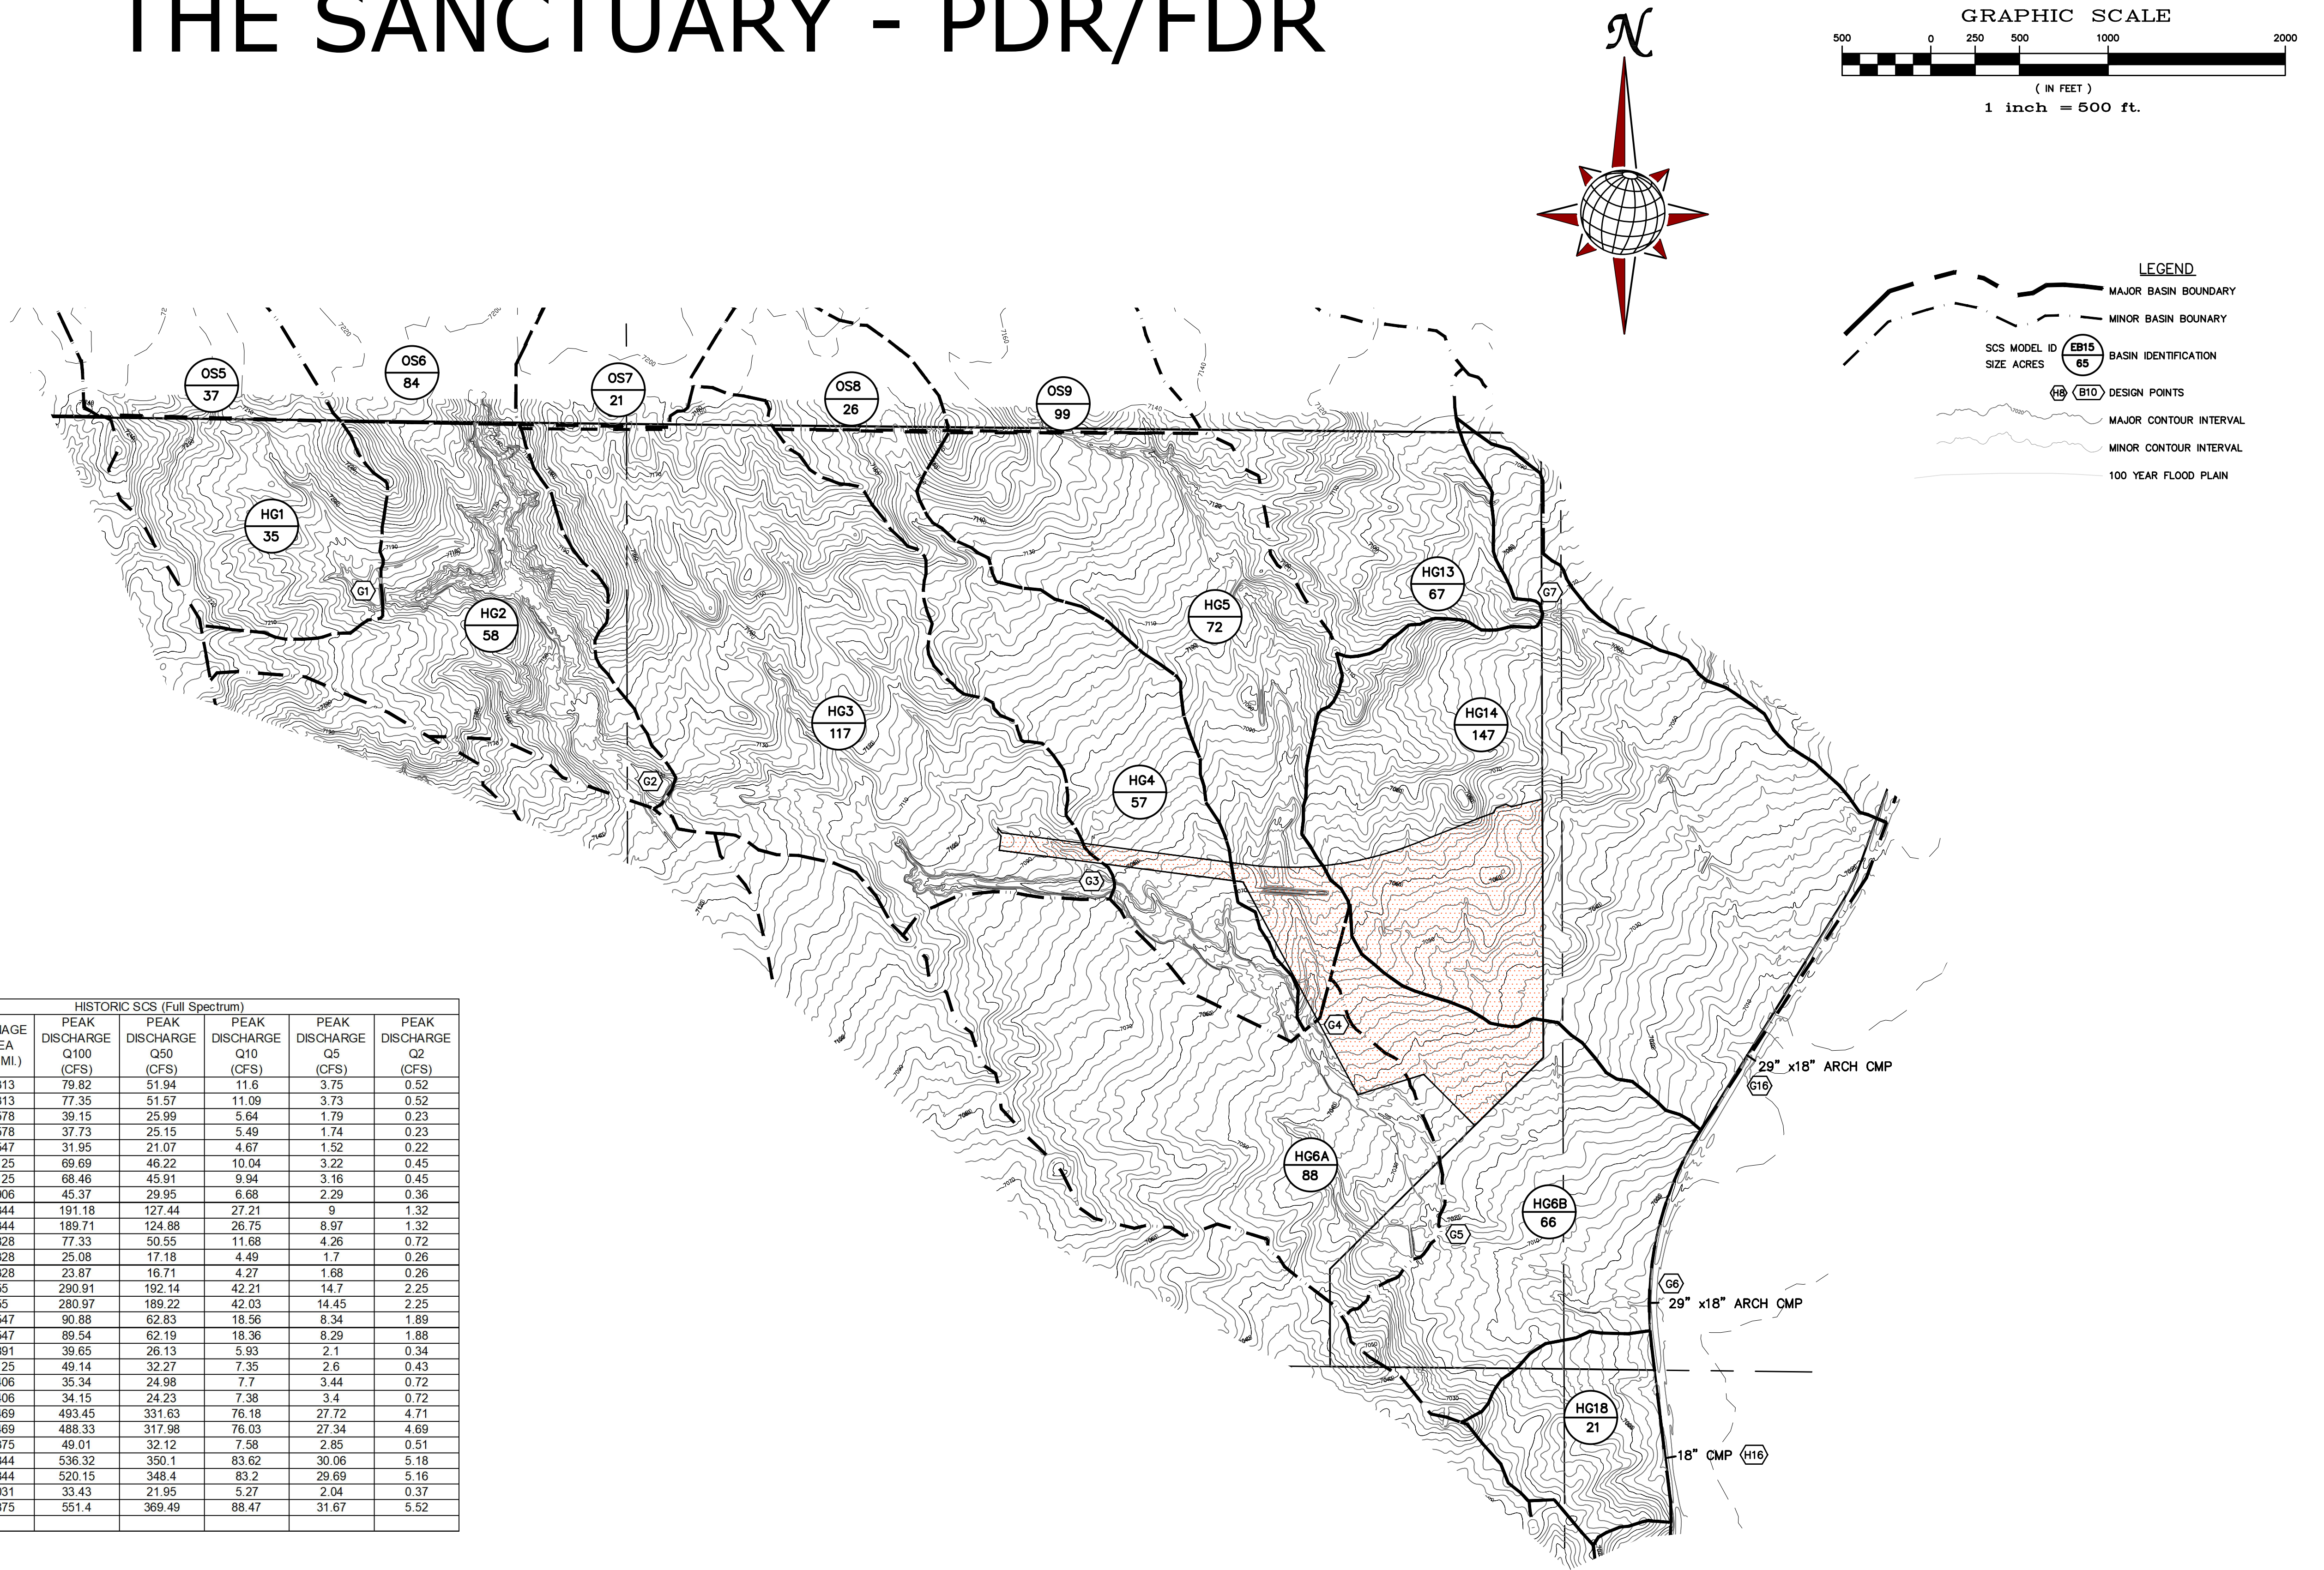 THE SANCTUARY - PDR/FDR
N
GRAPHIC SCALE
500 0 250 500 1000 2000
( IN FEET )
1 inch = 500 ft.
LEGEND
MAJOR BASIN BOUNDARY
MINOR BASIN BOUNARY
SCS MODEL ID
SIZE ACRES
EB15
65
BASIN IDENTIFICATION
H8 B10 DESIGN POINTS
MAJOR CONTOUR INTERVAL
MINOR CONTOUR INTERVAL
100 YEAR FLOOD PLAIN
OS5
37
OS6
84
OS7
21
OS8
26
OS9
99
HG1
35
G1
HG2
58
G2
HG3
117
G3
HG4
57
HG5
72
HG13
67
G7
HG14
147
G4
29" x18" ARCH CMP
G16
HG6A
88
HG6B
66
G5
G6
29" x18" ARCH CMP
HG18
21
18" CMP H16
HISTORIC SCS (Full Spectrum)
PEAK PEAK PEAK PEAK PEAK
DISCHARGE DISCHARGE DISCHARGE DISCHARGE DISCHARGE
Q100 Q50 Q10 Q5 Q2
(CFS) (CFS) (CFS) (CFS) (CFS)
79.82 51.94 11.6 3.75 0.52
77.35 51.57 11.09 3.73 0.52
39.15 25.99 5.64 1.79 0.23
37.73 25.15 5.49 1.74 0.23
31.95 21.07 4.67 1.52 0.22
69.69 46.22 10.04 3.22 0.45
68.46 45.91 9.94 3.16 0.45
45.37 29.95 6.68 2.29 0.36
191.18 127.44 27.21 9 1.32
189.71 124.88 26.75 8.97 1.32
77.33 50.55 11.68 4.26 0.72
25.08 17.18 4.49 1.7 0.26
23.87 16.71 4.27 1.68 0.26
290.91 192.14 42.21 14.7 2.25
280.97 189.22 42.03 14.45 2.25
90.88 62.83 18.56 8.34 1.89
89.54 62.19 18.36 8.29 1.88
39.65 26.13 5.93 2.1 0.34
49.14 32.27 7.35 2.6 0.43
35.34 24.98 7.7 3.44 0.72
34.15 24.23 7.38 3.4 0.72
493.45 331.63 76.18 27.72 4.71
488.33 317.98 76.03 27.34 4.69
49.01 32.12 7.58 2.85 0.51
536.32 350.1 83.62 30.06 5.18
520.15 348.4 83.2 29.69 5.16
33.43 21.95 5.27 2.04 0.37
551.4 369.49 88.47 31.67 5.52